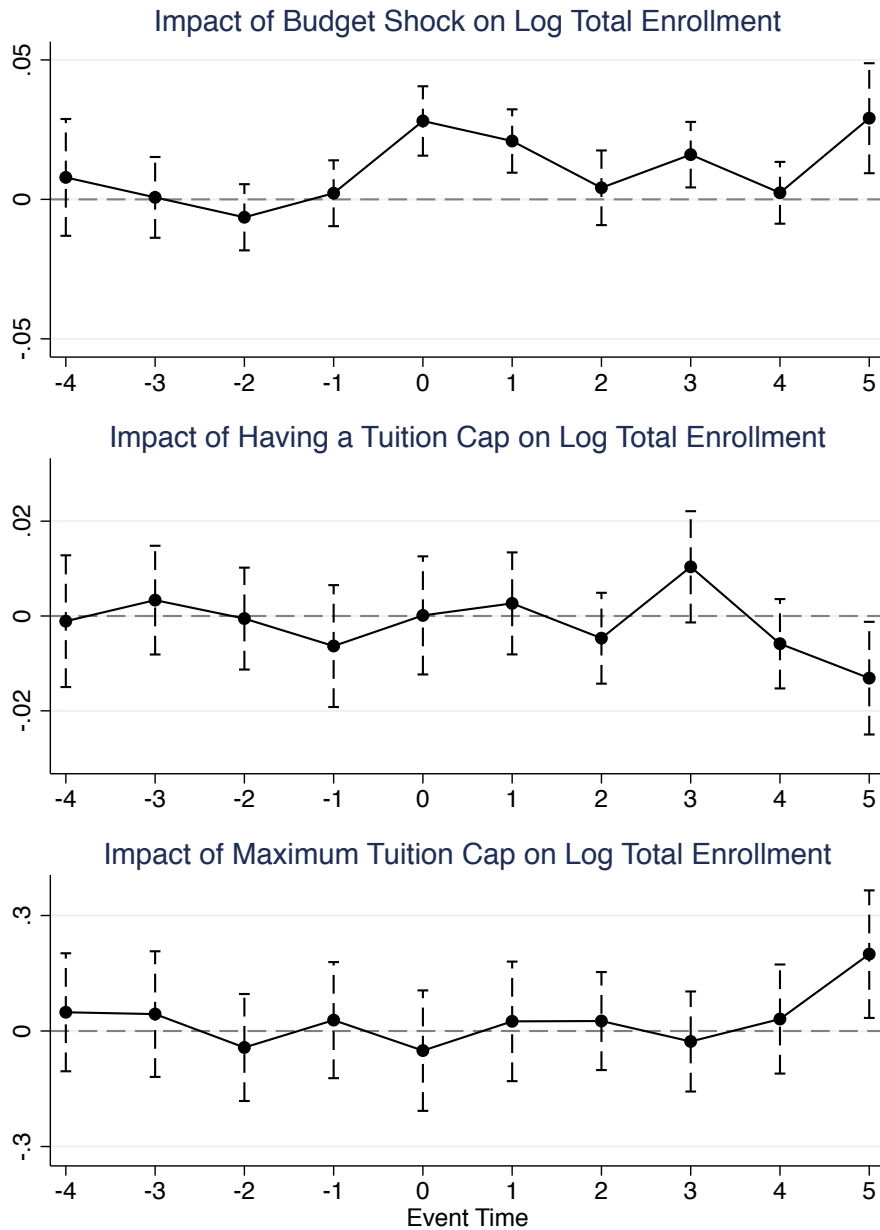 Impact of Budget Shock on Log Total Enrollment
.05
0
-.05
-4 -3 -2 -1 0 1 2 3 4 5
Impact of Having a Tuition Cap on Log Total Enrollment
.02
0
-.02
-4 -3 -2 -1 0 1 2 3 4 5
Impact of Maximum Tuition Cap on Log Total Enrollment
.3
0
-.3
-4 -3 -2 -1 0 1 2 3 4 5
Event Time